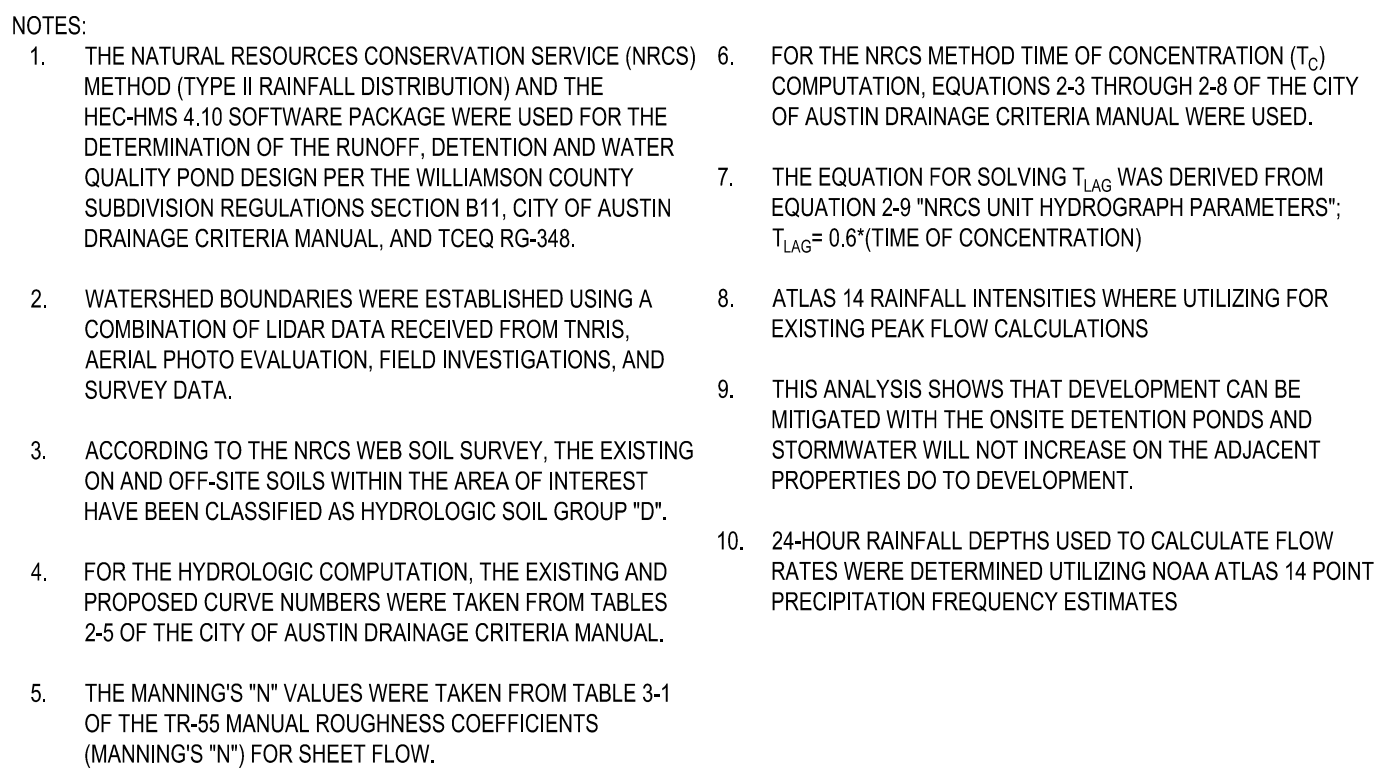 NOTES:
1. THE NATURAL RESOURCES CONSERVATION SERVICE (NRCS)
METHOD (TYPE II RAINFALL DISTRIBUTION) AND THE
HEC-HMS 4.10 SOFTWARE PACKAGE WERE USED FOR THE
DETERMINATION OF THE RUNOFF, DETENTION AND WATER
QUALITY POND DESIGN PER THE WILLIAMSON COUNTY
SUBDIVISION REGULATIONS SECTION B11, CITY OF AUSTIN
DRAINAGE CRITERIA MANUAL, AND TCEQ RG-348.
2. WATERSHED BOUNDARIES WERE ESTABLISHED USING A
COMBINATION OF LIDAR DATA RECEIVED FROM TNRIS,
AERIAL PHOTO EVALUATION, FIELD INVESTIGATIONS, AND
SURVEY DATA.
3. ACCORDING TO THE NRCS WEB SOIL SURVEY, THE EXISTING
ON AND OFF-SITE SOILS WITHIN THE AREA OF INTEREST
HAVE BEEN CLASSIFIED AS HYDROLOGIC SOIL GROUP "D".
4. FOR THE HYDROLOGIC COMPUTATION, THE EXISTING AND
PROPOSED CURVE NUMBERS WERE TAKEN FROM TABLES
2-5 OF THE CITY OF AUSTIN DRAINAGE CRITERIA MANUAL.
5. THE MANNING'S "N" VALUES WERE TAKEN FROM TABLE 3-1
OF THE TR-55 MANUAL ROUGHNESS COEFFICIENTS
(MANNING'S "N") FOR SHEET FLOW.
6. FOR THE NRCS METHOD TIME OF CONCENTRATION (TC)
COMPUTATION, EQUATIONS 2-3 THROUGH 2-8 OF THE CITY
OF AUSTIN DRAINAGE CRITERIA MANUAL WERE USED.
7. THE EQUATION FOR SOLVING TLAG WAS DERIVED FROM
EQUATION 2-9 "NRCS UNIT HYDROGRAPH PARAMETERS";
TLAG= 0.6*(TIME OF CONCENTRATION)
8. ATLAS 14 RAINFALL INTENSITIES WHERE UTILIZING FOR
EXISTING PEAK FLOW CALCULATIONS
9. THIS ANALYSIS SHOWS THAT DEVELOPMENT CAN BE
MITIGATED WITH THE ONSITE DETENTION PONDS AND
STORMWATER WILL NOT INCREASE ON THE ADJACENT
PROPERTIES DO TO DEVELOPMENT.
10. 24-HOUR RAINFALL DEPTHS USED TO CALCULATE FLOW
RATES WERE DETERMINED UTILIZING NOAA ATLAS 14 POINT
PRECIPITATION FREQUENCY ESTIMATES